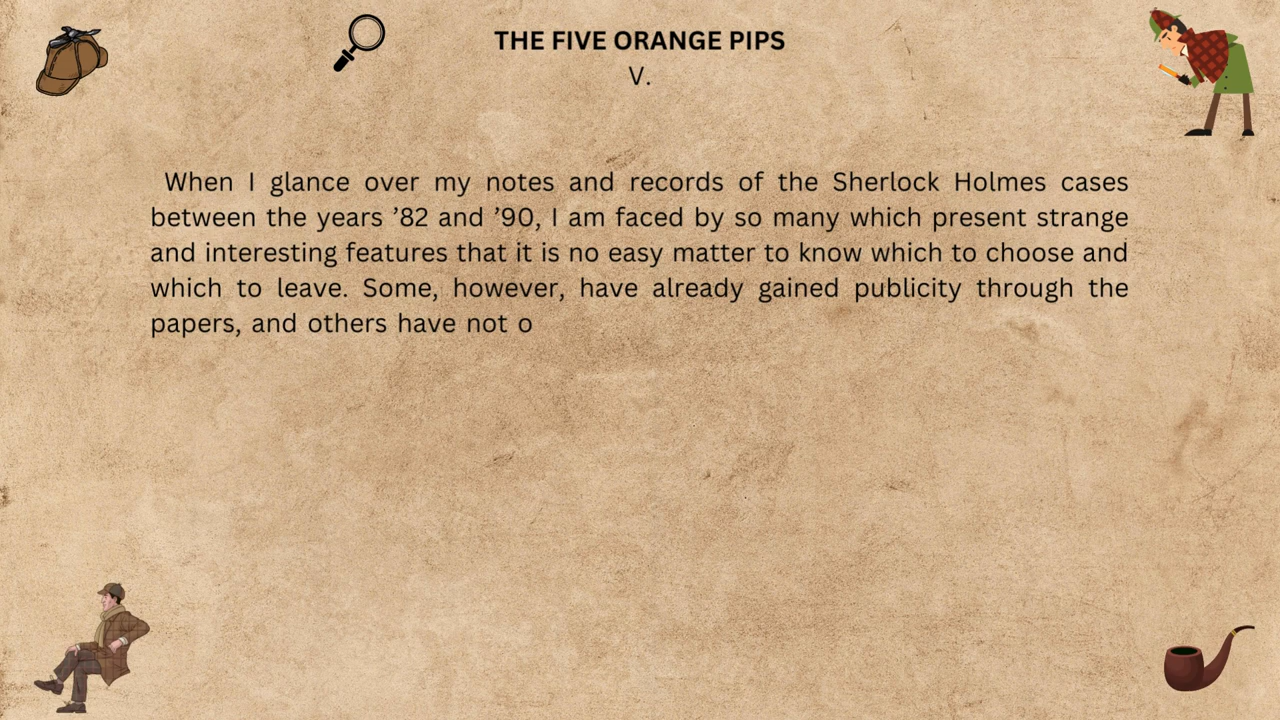 THE FIVE ORANGE PIPS
V.
When I glance over my notes and records of the Sherlock Holmes cases
between the years ’82 and ’90, I am faced by so many which present strange
and interesting features that it is no easy matter to know which to choose and
which to leave. Some, however, have already gained publicity through the
papers, and others have not o